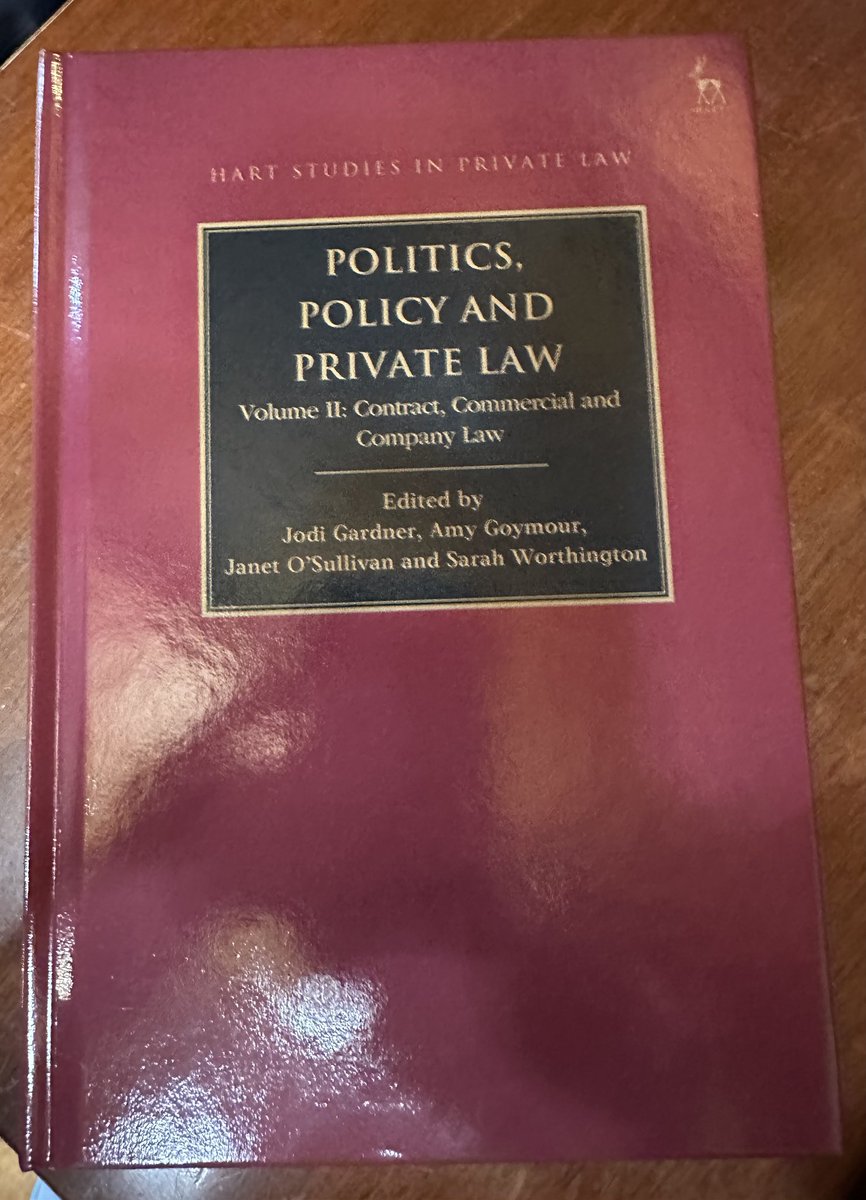 HART STUDIES IN PRIVATE LAW
POLITICS,
POLICY AND
PRIVATE LAW
Volume II: Contract, Commercial and
Company Law
Edited by
Jodi Gardner, Amy Goymour,
Janet O'Sullivan and Sarah Worthington